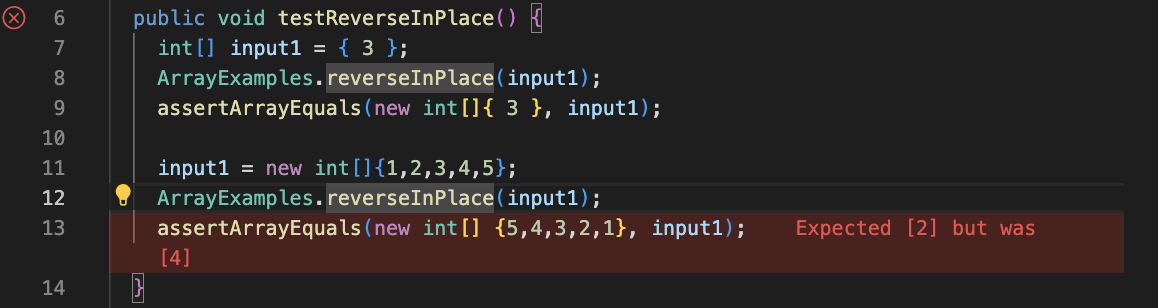 6 public void testReverseInPlace() {
7 int[] input1 = { 3 };
8 ArrayExamples.reverseInPlace(input1);
9 assertArrayEquals(new int[]{ 3 }, input1);
10
11 input1 = new int[]{1,2,3,4,5};
12 ArrayExamples.reverseInPlace(input1);
13 assertArrayEquals(new int[] {5,4,3,2,1}, input1); Expected [2] but was
[4]
14 }